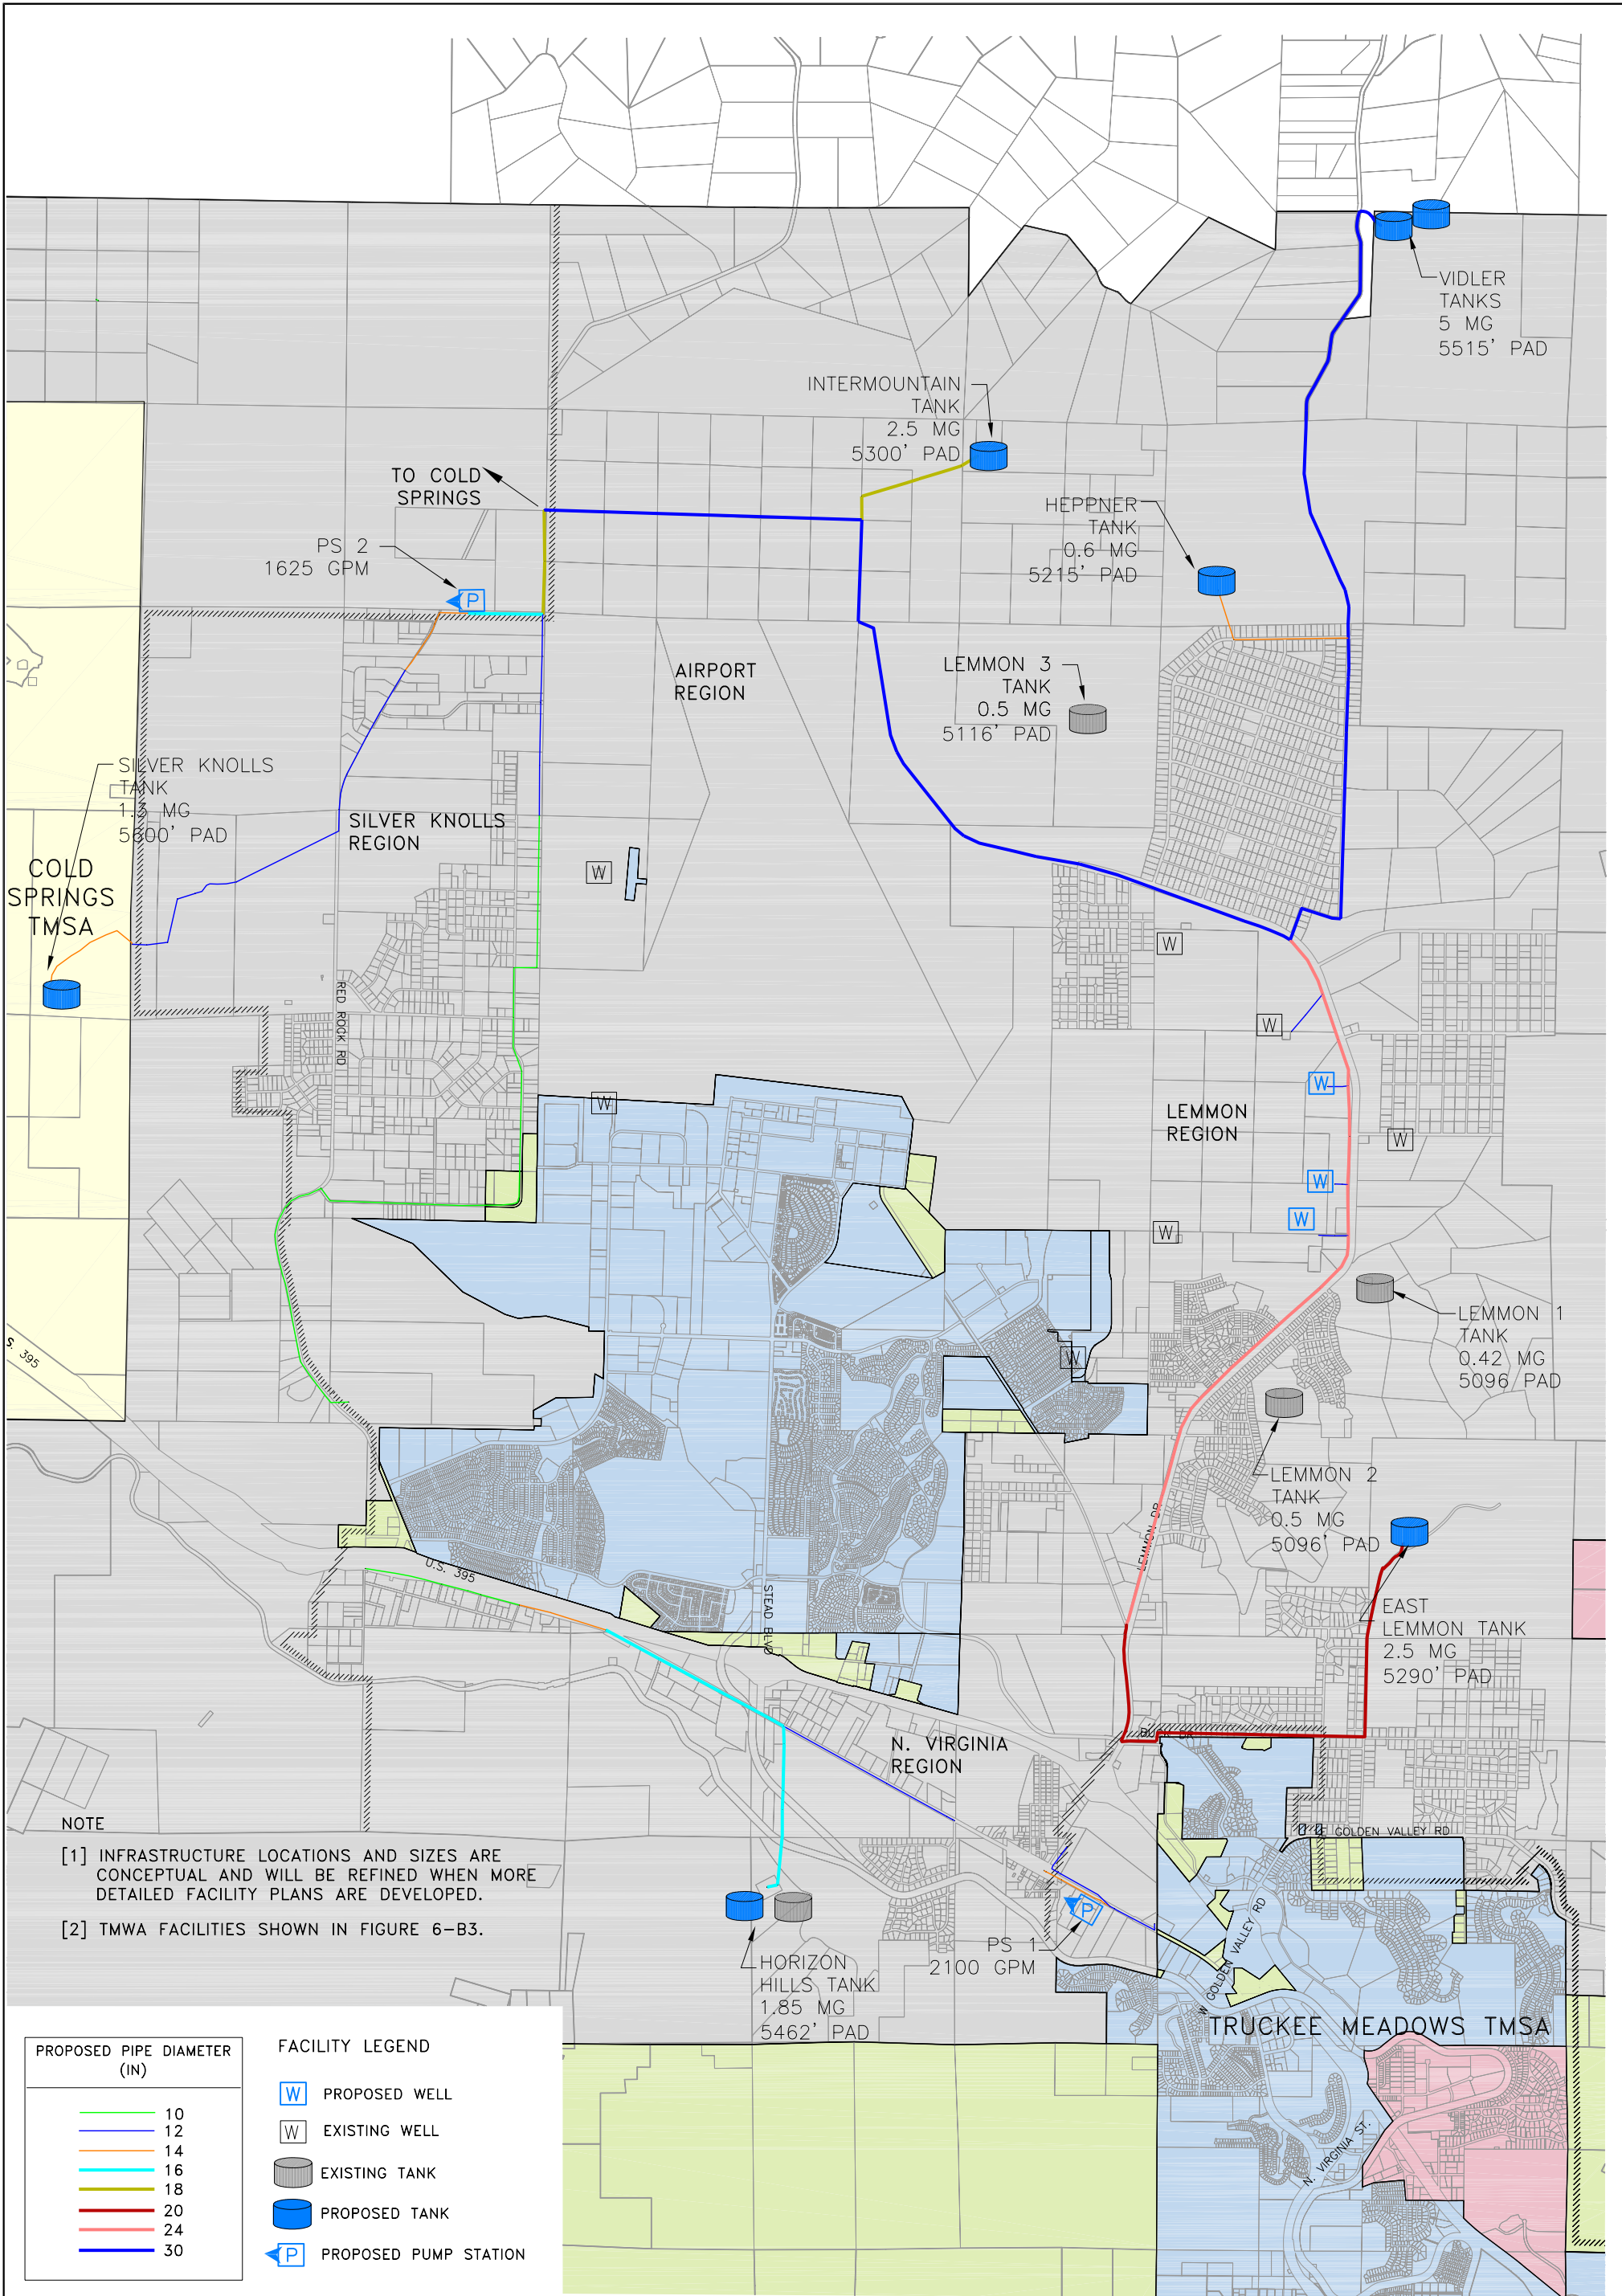 VIDLER
TANKS
5 MG
5515' PAD
INTERMOUNTAIN
TANK
2.5 MG
5300' PAD
TO COLD
SPRINGS
HEPPNER
TANK
0.6 MG
5215' PAD
PS 2
1625 GPM
P
AIRPORT
REGION
LEMMON 3
TANK
0.5 MG
5116' PAD
SILVER KNOLLS
TANK
1.3 MG
5600' PAD
SILVER KNOLLS
REGION
COLD
SPRINGS
TMSA
W
W
RED ROCK RD
W
W
W
LEMMON
REGION
W
W
W
W
LEMMON 1
TANK
0.42 MG
5096 PAD
S. 395
W
LEMMON 2
TANK
0.5 MG
5096' PAD
LEMMON DR
U.S. 395
STEAD BLVD
EAST
LEMMON TANK
2.5 MG
5290' PAD
BUCK DR
N. VIRGINIA
REGION
GOLDEN VALLEY RD
NOTE
[1] INFRASTRUCTURE LOCATIONS AND SIZES ARE
CONCEPTUAL AND WILL BE REFINED WHEN MORE
DETAILED FACILITY PLANS ARE DEVELOPED.
[2] TMWA FACILITIES SHOWN IN FIGURE 6-B3.
P
PS 1
2100 GPM
HORIZON
HILLS TANK
1.85 MG
5462' PAD
W GOLDEN VALLEY RD
TRUCKEE MEADOWS TMSA
N. VIRGINIA ST.
PROPOSED PIPE DIAMETER
(IN)
10
12
14
16
18
20
24
30
FACILITY LEGEND
W PROPOSED WELL
W EXISTING WELL
EXISTING TANK
PROPOSED TANK
P PROPOSED PUMP STATION